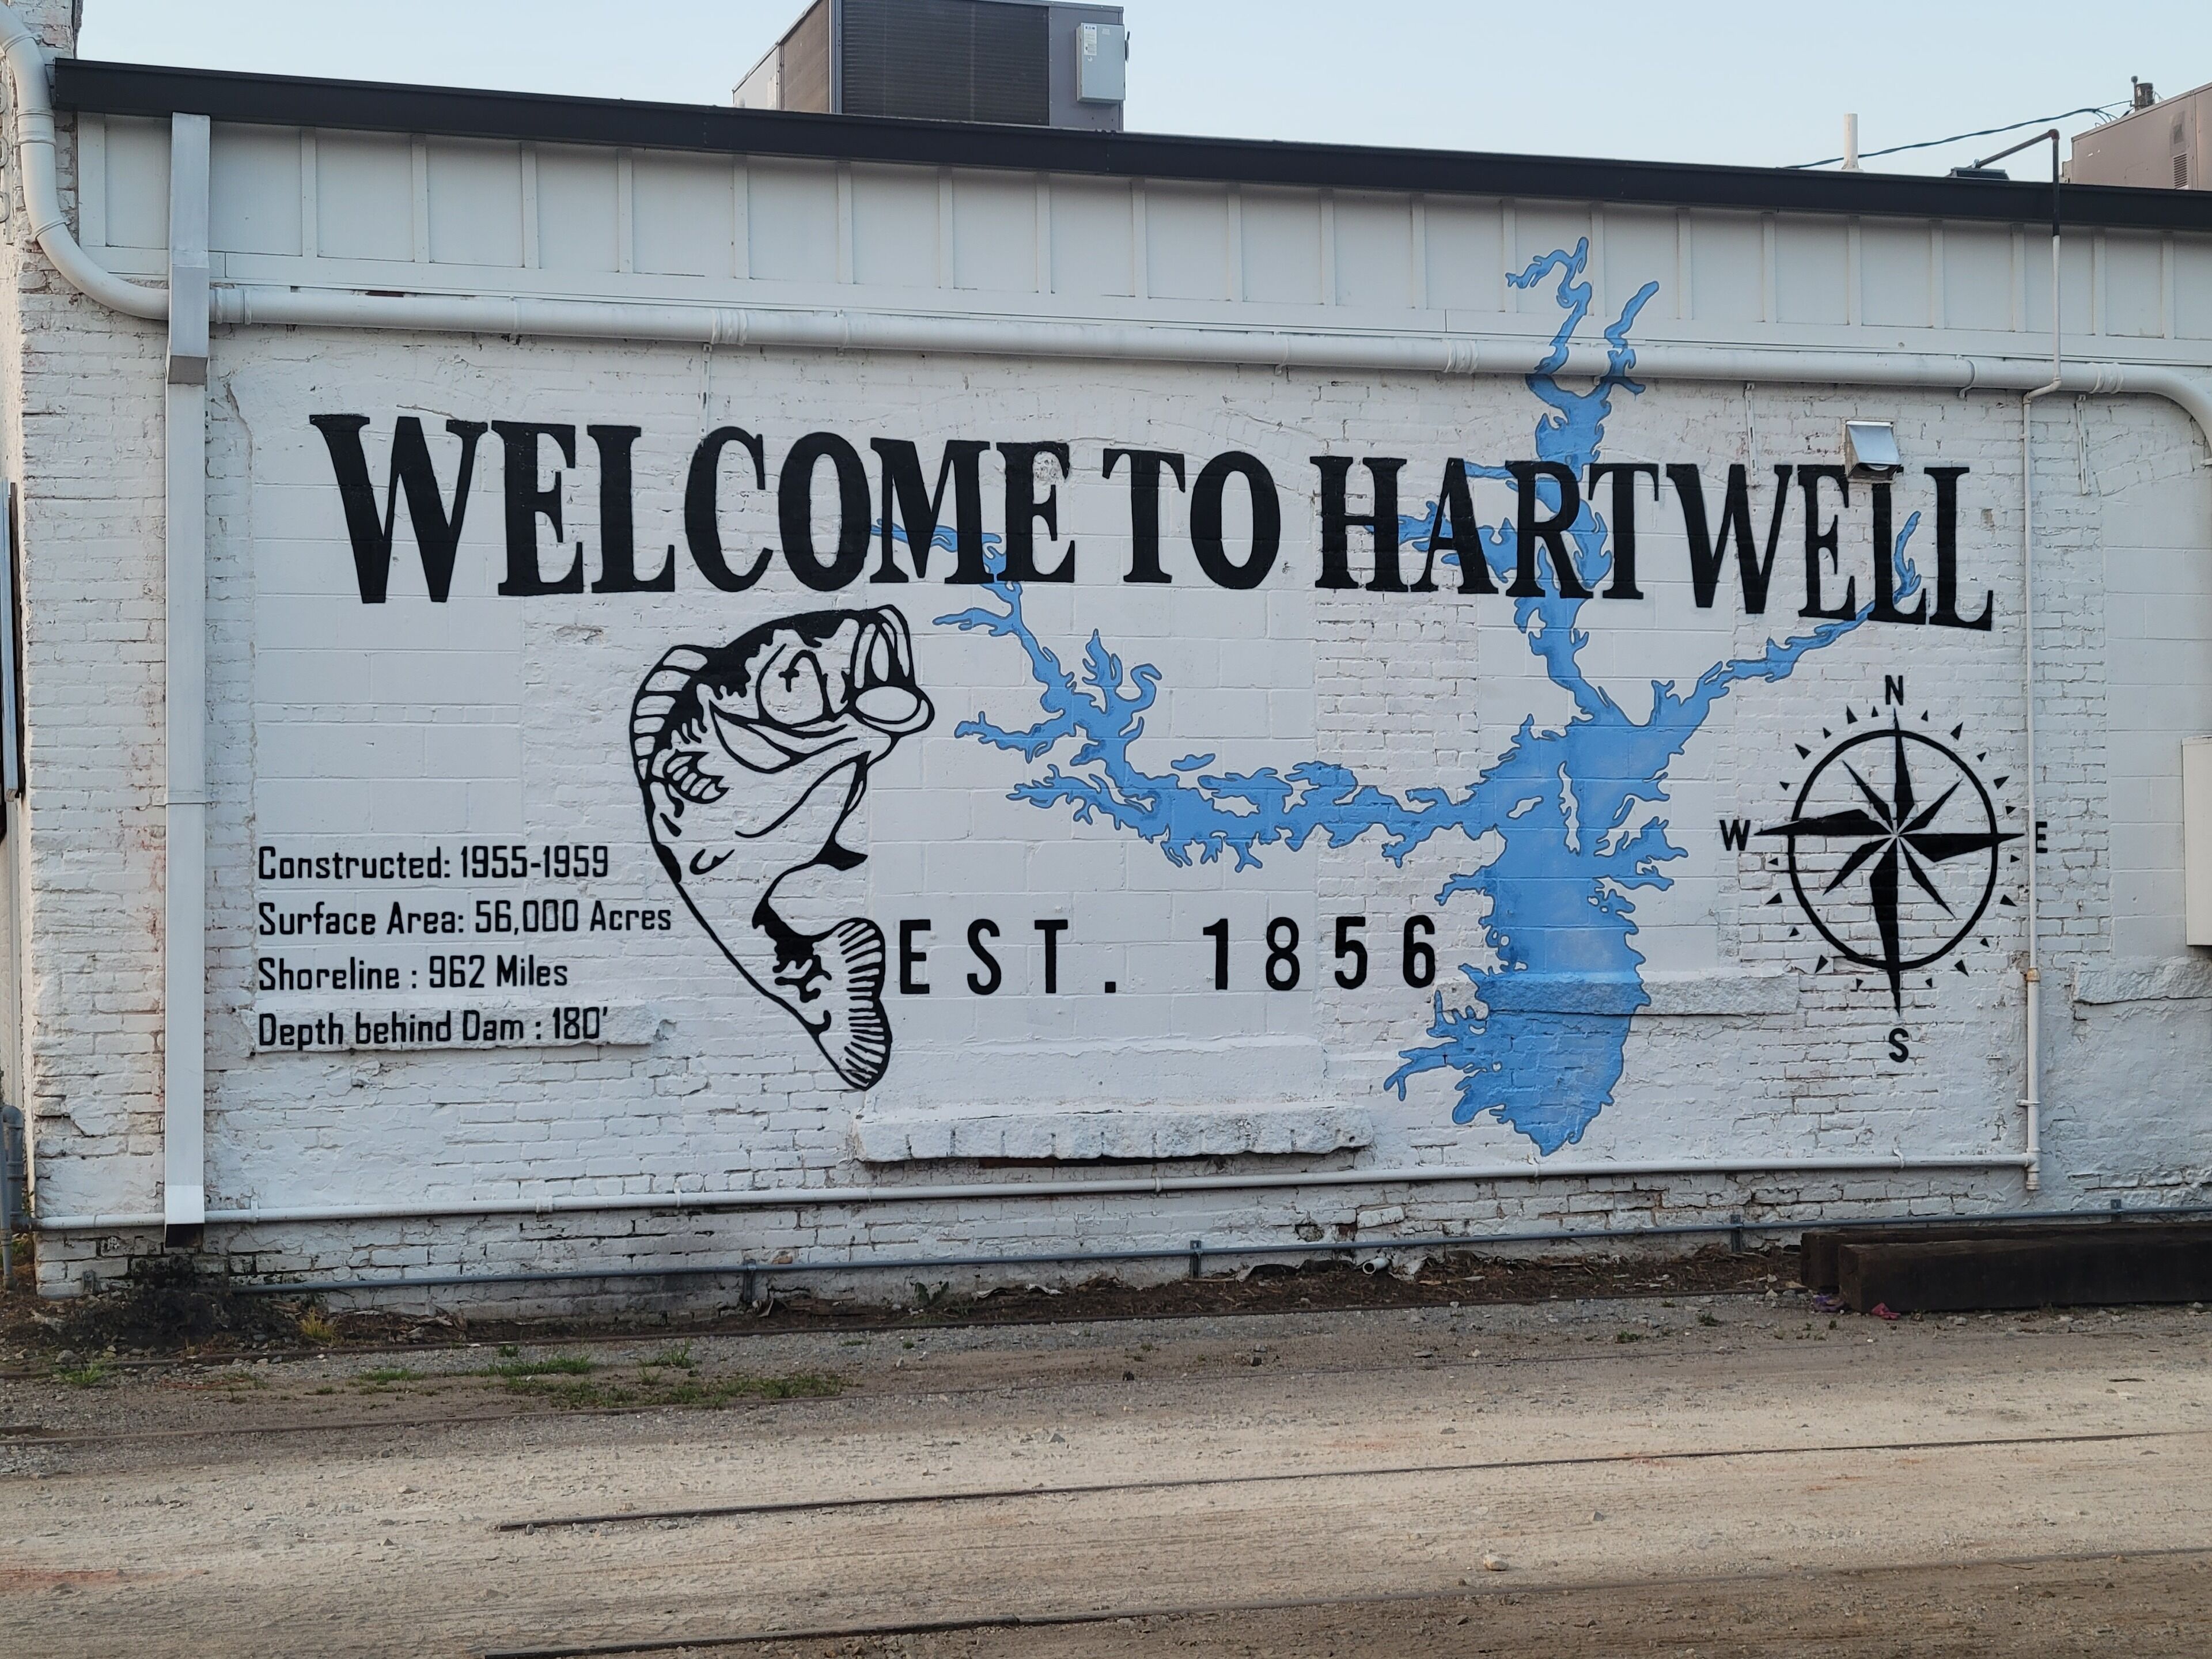 WELCOME TO HARTWELL
N
W E
S
Constructed: 1955-1959
Surface Area: 56,000 Acres
Shoreline : 962 Miles
Depth behind Dam : 180'
EST. 1856